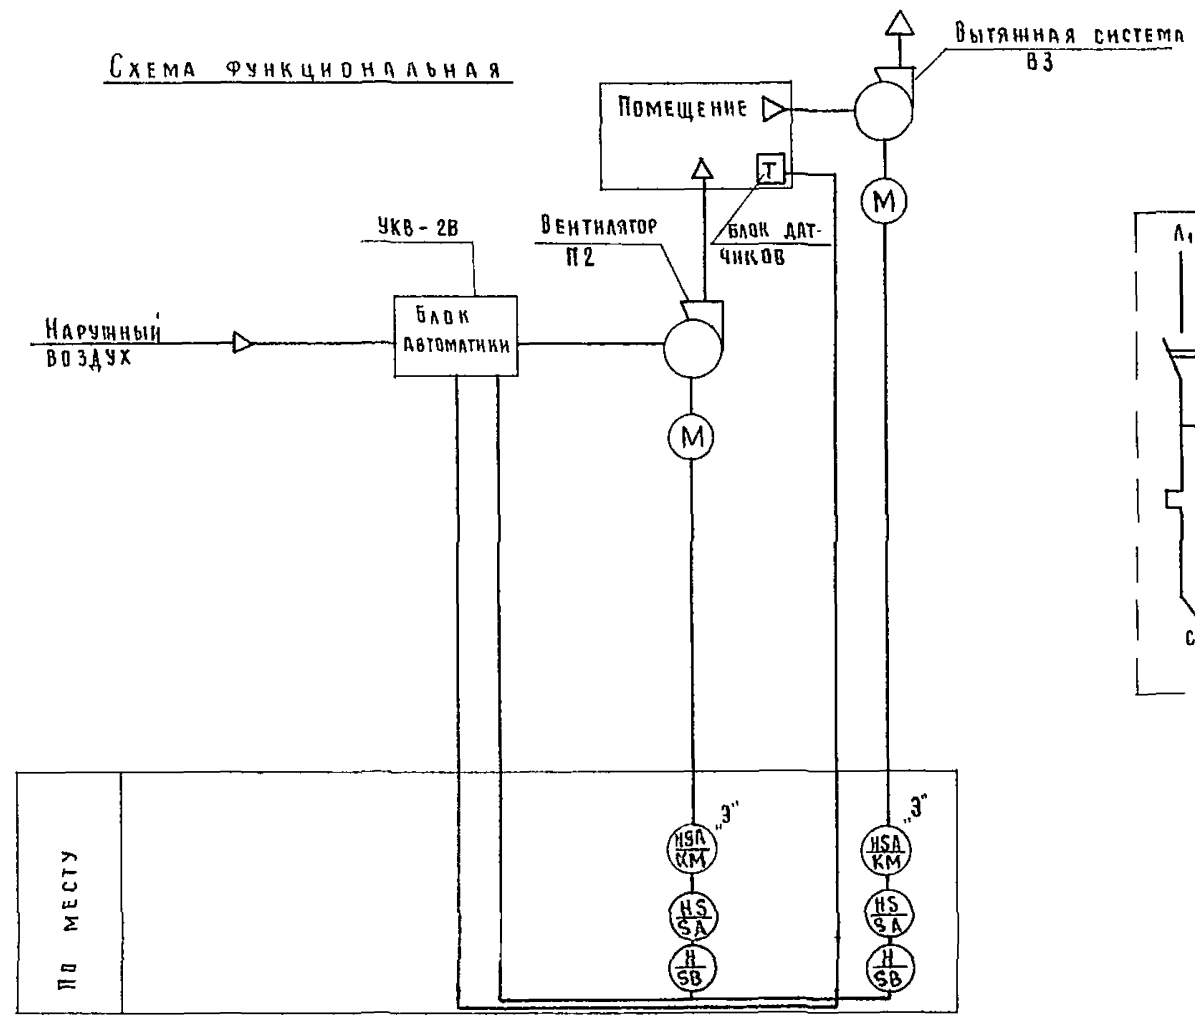 Схема функциональная
Вытяжная система
В3
Помещение
Т
М
УКВ-2В
Вентилятор
П2
Блок дат-
чиков
Л1
Наружный
воздух
Блок
автоматики
М
С
По месту
„Э"
„Э"
HSA
KM
HSA
KM
HS
SA
HS
SA
H
SB
H
SB